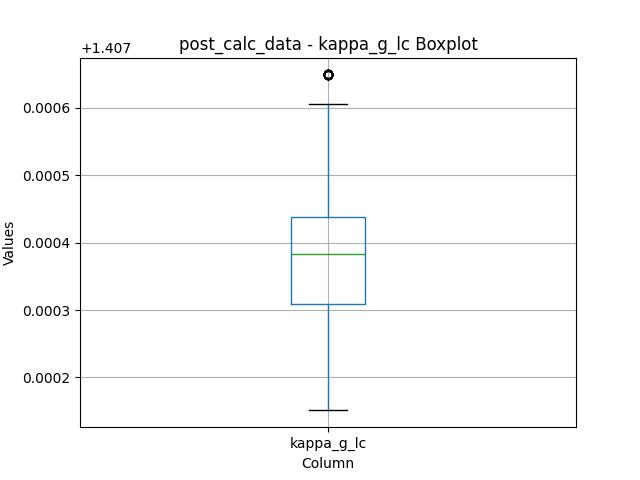 post_calc_data - kappa_g_lc Boxplot
+1.407
0.0006
0.0005
0.0004
0.0003
0.0002
Values
kappa_g_lc
Column